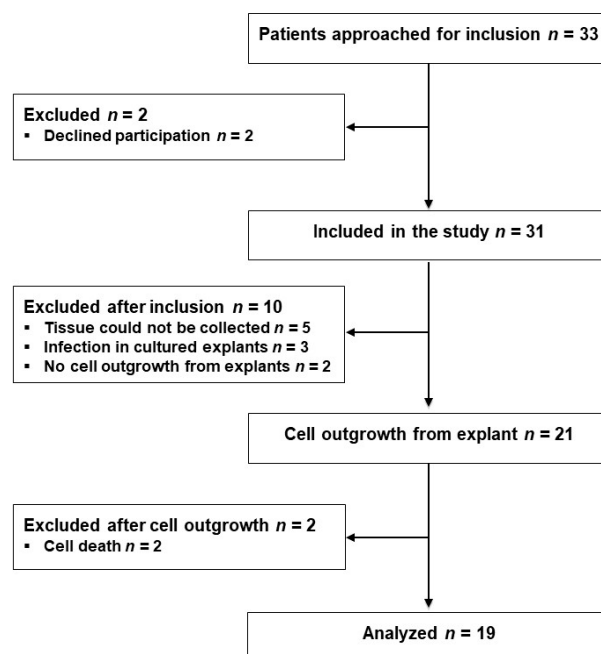 Patients approached for inclusion n = 33
Excluded n = 2
▪ Declined participation n = 2
Included in the study n = 31
Excluded after inclusion n = 10
▪ Tissue could not be collected n = 5
▪ Infection in cultured explants n = 3
▪ No cell outgrowth from explants n = 2
Cell outgrowth from explant n = 21
Excluded after cell outgrowth n = 2
▪ Cell death n = 2
Analyzed n = 19